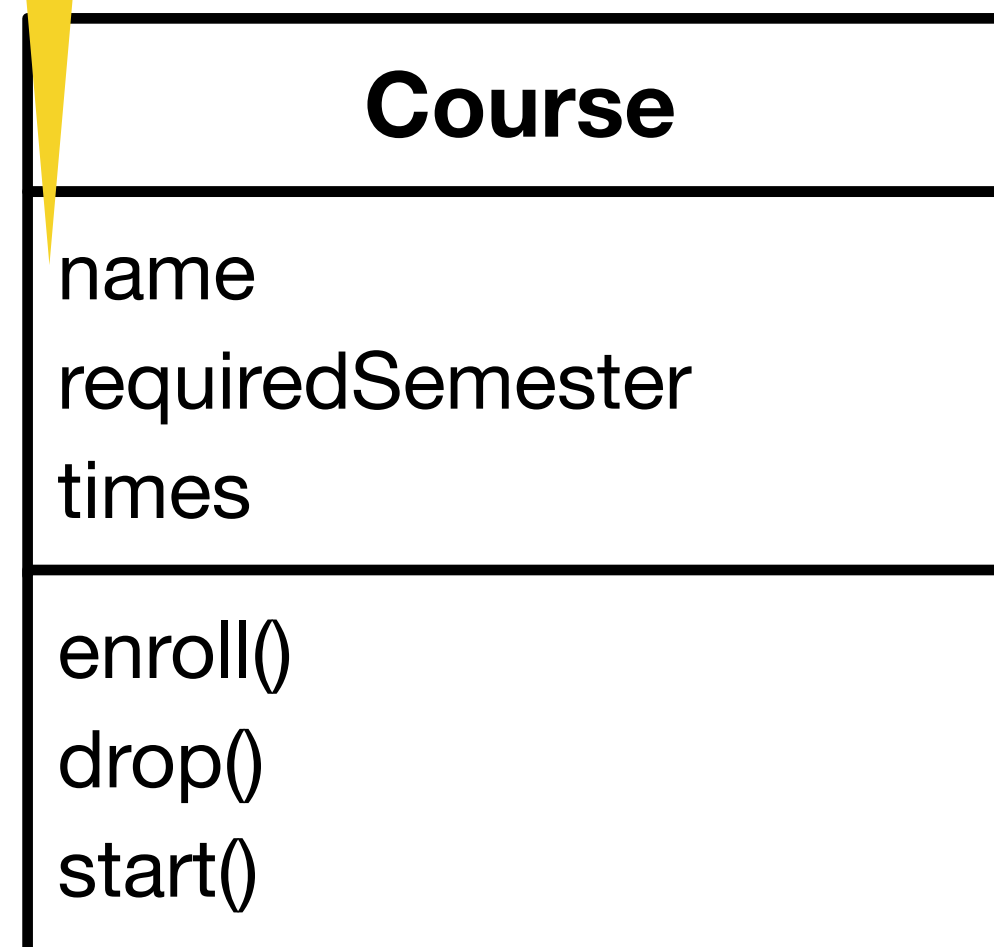 Course
name
requiredSemester
times
enroll()
drop()
start()